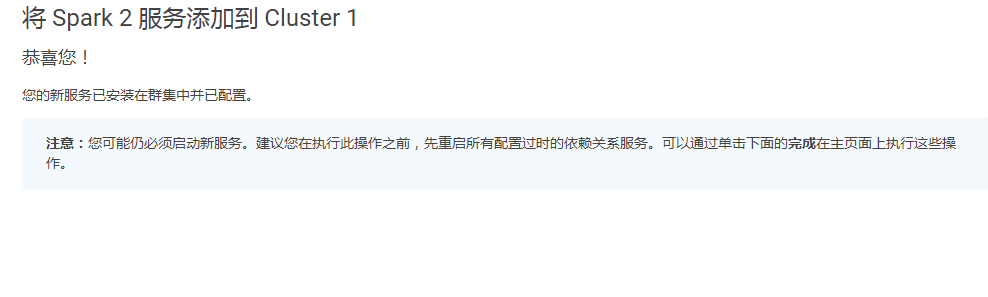 将 Spark 2 服务添加到 Cluster 1
恭喜您！
您的新服务已安装在群集中并已配置。
注意：您可能仍必须启动新服务。建议您在执行此操作之前，先重启所有配置过时的依赖关系服务。可以通过单击下面的完成在主页面上执行这些操
作。